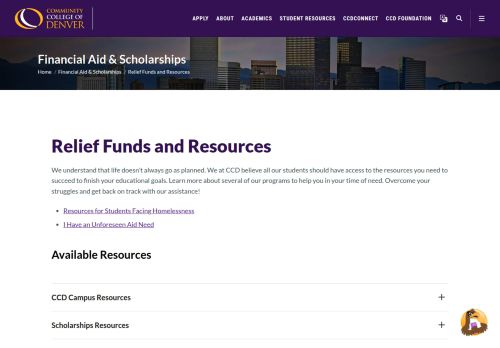 COMMUNITY
COLLEGE OF
DENVER
APPLY ABOUT ACADEMICS STUDENT RESOURCES CCDCONNECT CCD FOUNDATION
Financial Aid & Scholarships
Home / Financial Aid & Scholarships / Relief Funds and Resources
Relief Funds and Resources
We understand that life doesn't always go as planned. We at CCD believe all our students should have access to the resources you need to
succeed to finish your educational goals. Learn more about several of our programs to help you in your time of need. Overcome your
struggles and get back on track with our assistance!
Resources for Students Facing Homelessness
I Have an Unforeseen Aid Need
Available Resources
CCD Campus Resources
Scholarships Resources